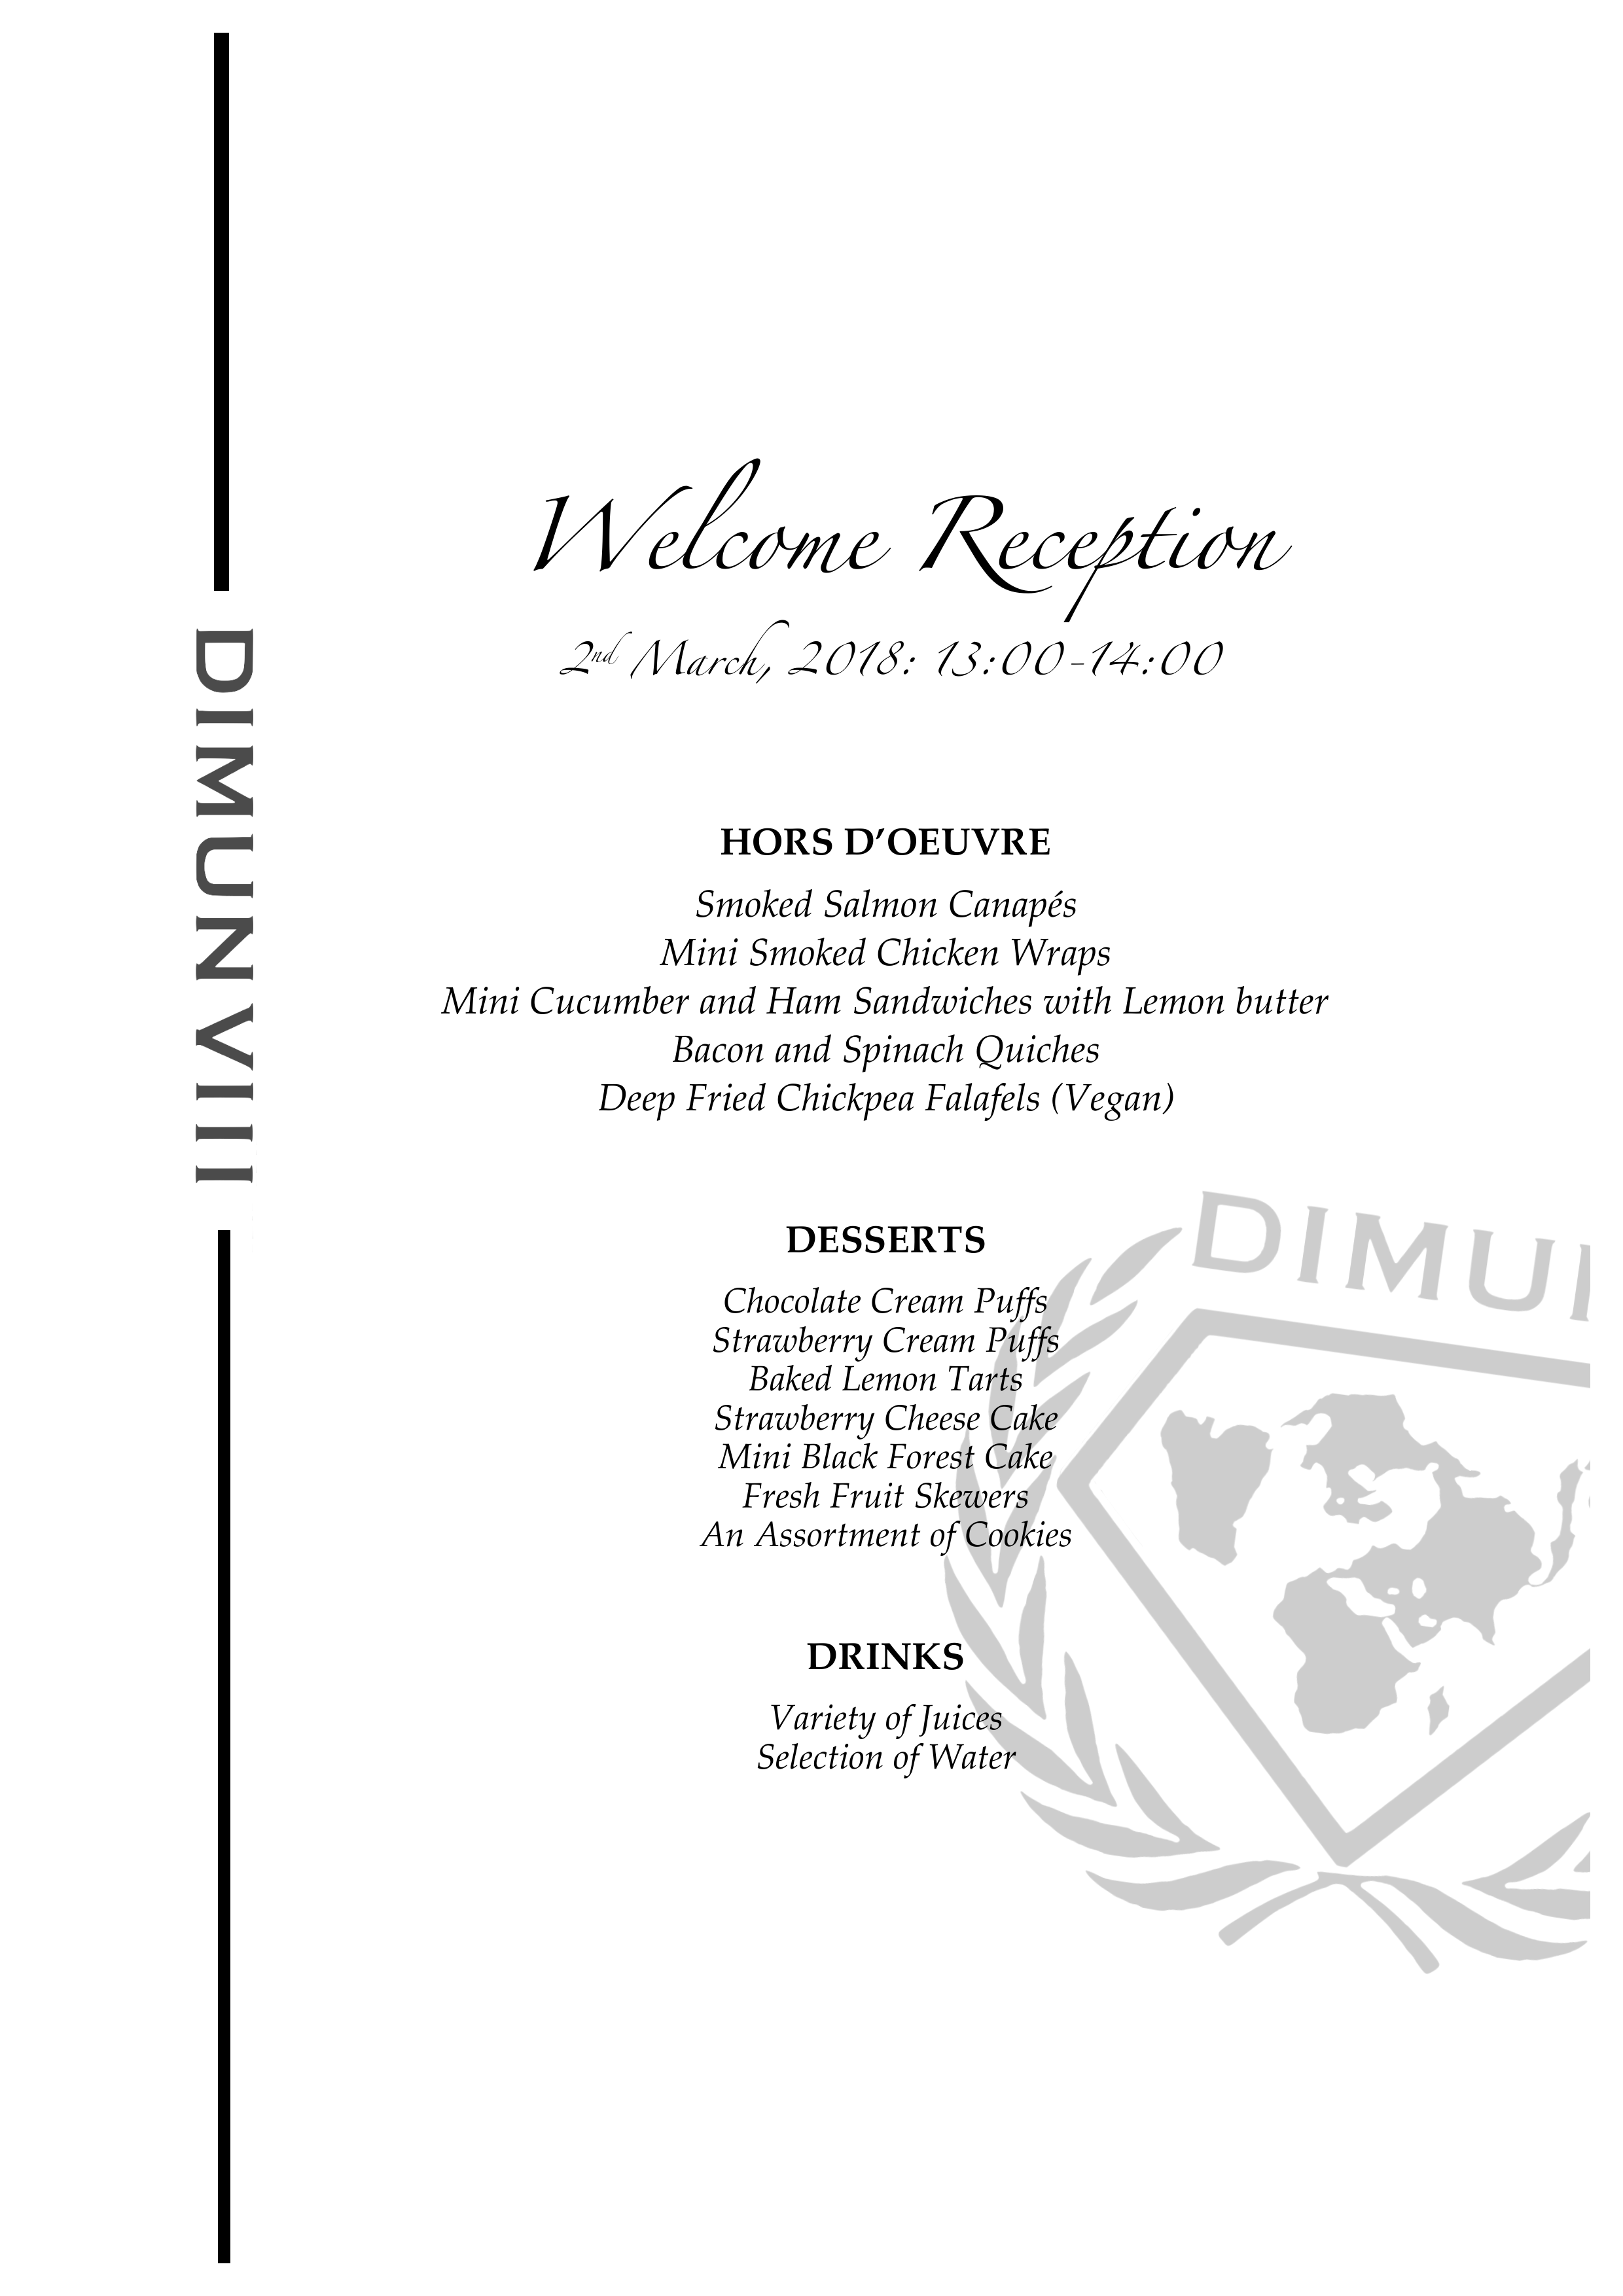 DIMUN VIII
Welcome Reception
2nd March, 2018: 13:00-14:00
HORS D’OEUVRE
Smoked Salmon Canapés
Mini Smoked Chicken Wraps
Mini Cucumber and Ham Sandwiches with Lemon butter
Bacon and Spinach Quiches
Deep Fried Chickpea Falafels (Vegan)
DESSERTS
Chocolate Cream Puffs
Strawberry Cream Puffs
Baked Lemon Tarts
Strawberry Cheese Cake
Mini Black Forest Cake
Fresh Fruit Skewers
An Assortment of Cookies
DRINKS
Variety of Juices
Selection of Water
DIMU